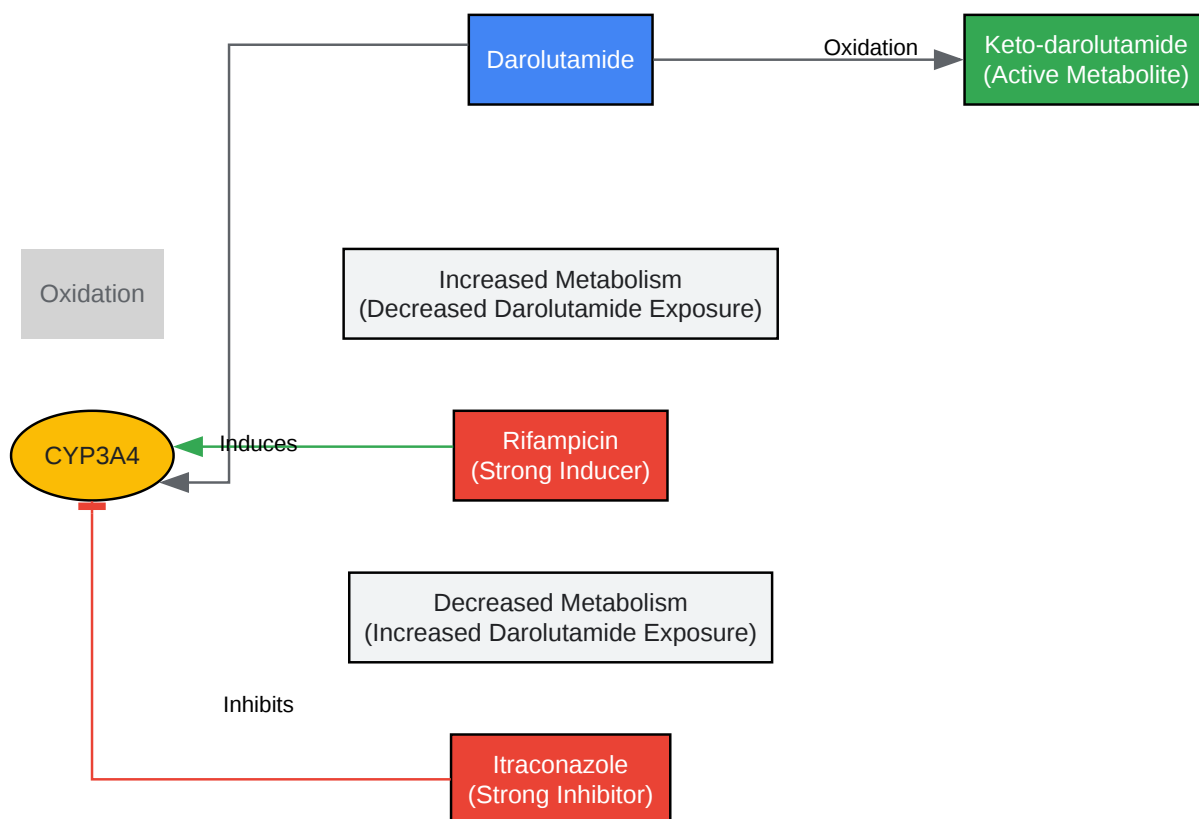 Darolutamide
Oxidation
Keto-darolutamide
(Active Metabolite)
Oxidation
Increased Metabolism
(Decreased Darolutamide Exposure)
CYP3A4
Induces
Rifampicin
(Strong Inducer)
Decreased Metabolism
(Increased Darolutamide Exposure)
Inhibits
Itraconazole
(Strong Inhibitor)